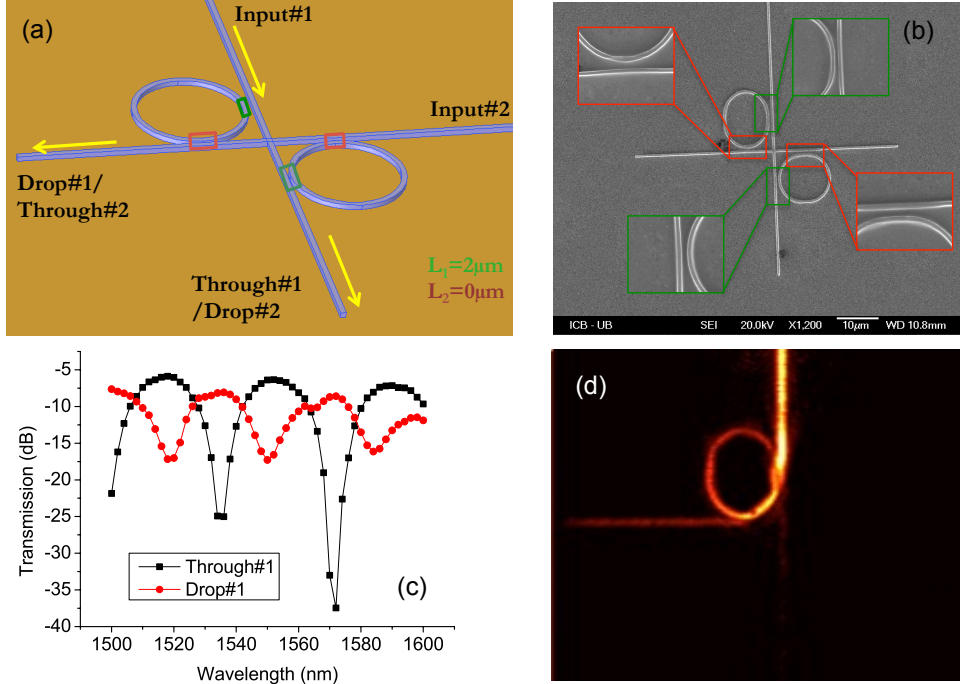 (a)
Input#1
Input#2
Drop#1/
Through#2
Through#1
/Drop#2
L₁=2μm
L₂=0μm
(b)
ICB - UB SEI 20.0kV X1,200 10μm WD 10.8mm
-5
-10
-15
-20
-25
-30
-35
-40
Transmission (dB)
Through#1
Drop#1
(c)
1500 1520 1540 1560 1580 1600
Wavelength (nm)
(d)